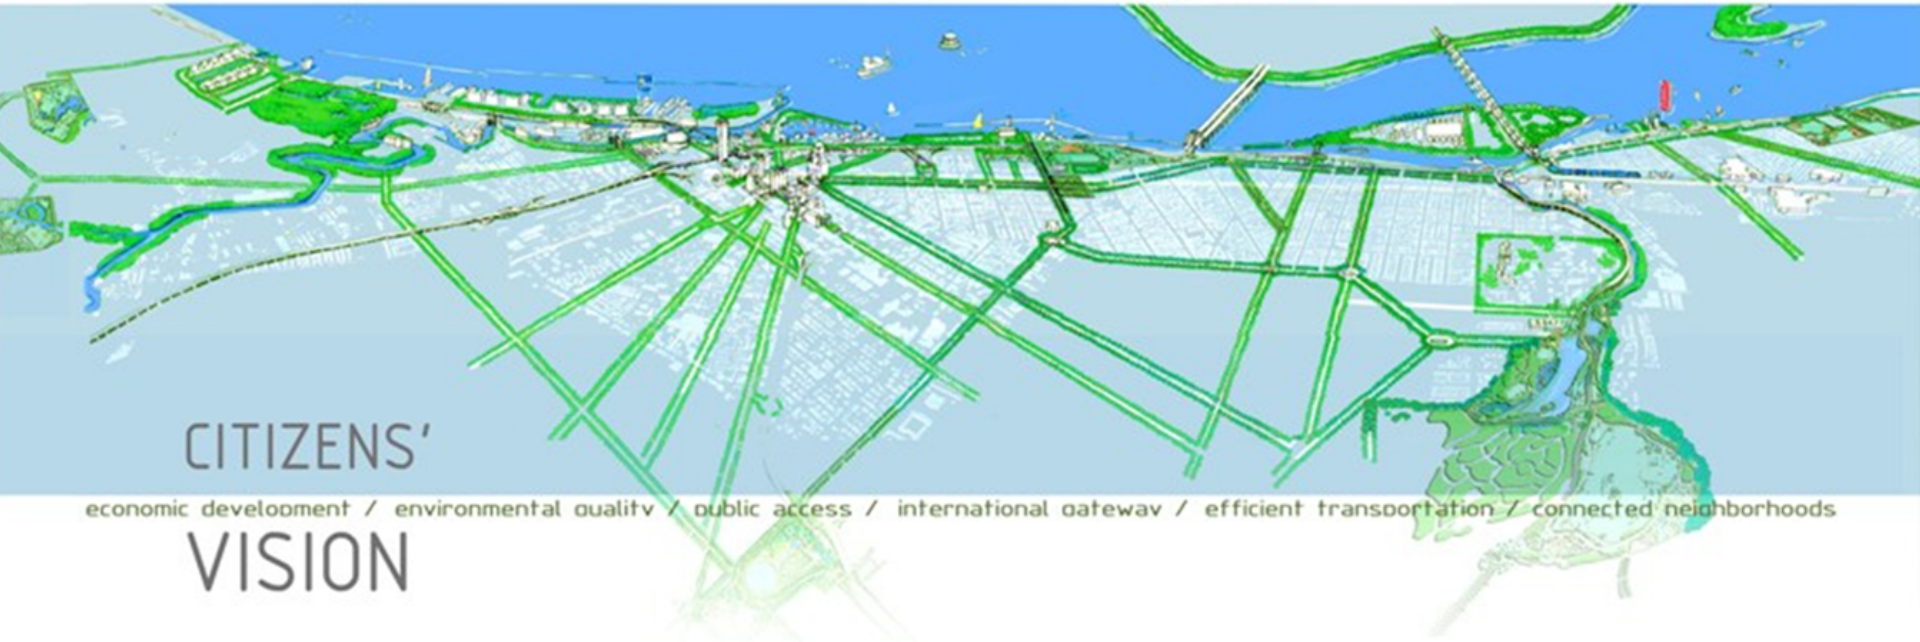 CITIZENS'
economic development / environmental quality / public access / international gateway / efficient transportation / connected neighborhoods
VISION